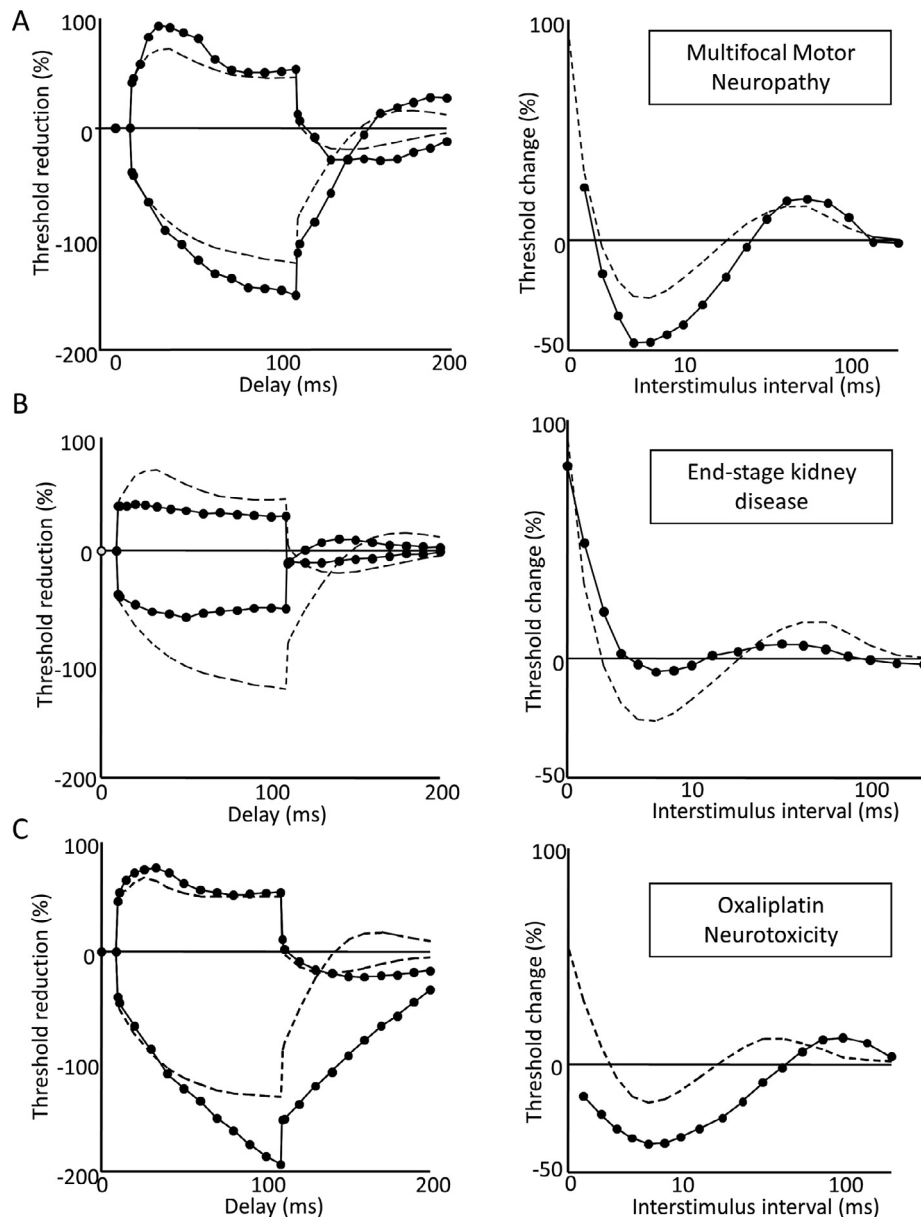 A
Threshold reduction (%)
100
0
-100
-200
0
100
200
Delay (ms)
Threshold change (%)
100
0
-50
0
10
100
Interstimulus interval (ms)
Multifocal Motor
Neuropathy
B
Threshold reduction (%)
100
0
-100
-200
0
100
200
Delay (ms)
Threshold change (%)
100
0
-50
0
10
100
Interstimulus interval (ms)
End-stage kidney
disease
C
Threshold reduction (%)
100
0
-100
-200
0
100
200
Delay (ms)
Threshold change (%)
100
0
-50
0
10
100
Interstimulus interval (ms)
Oxaliplatin
Neurotoxicity